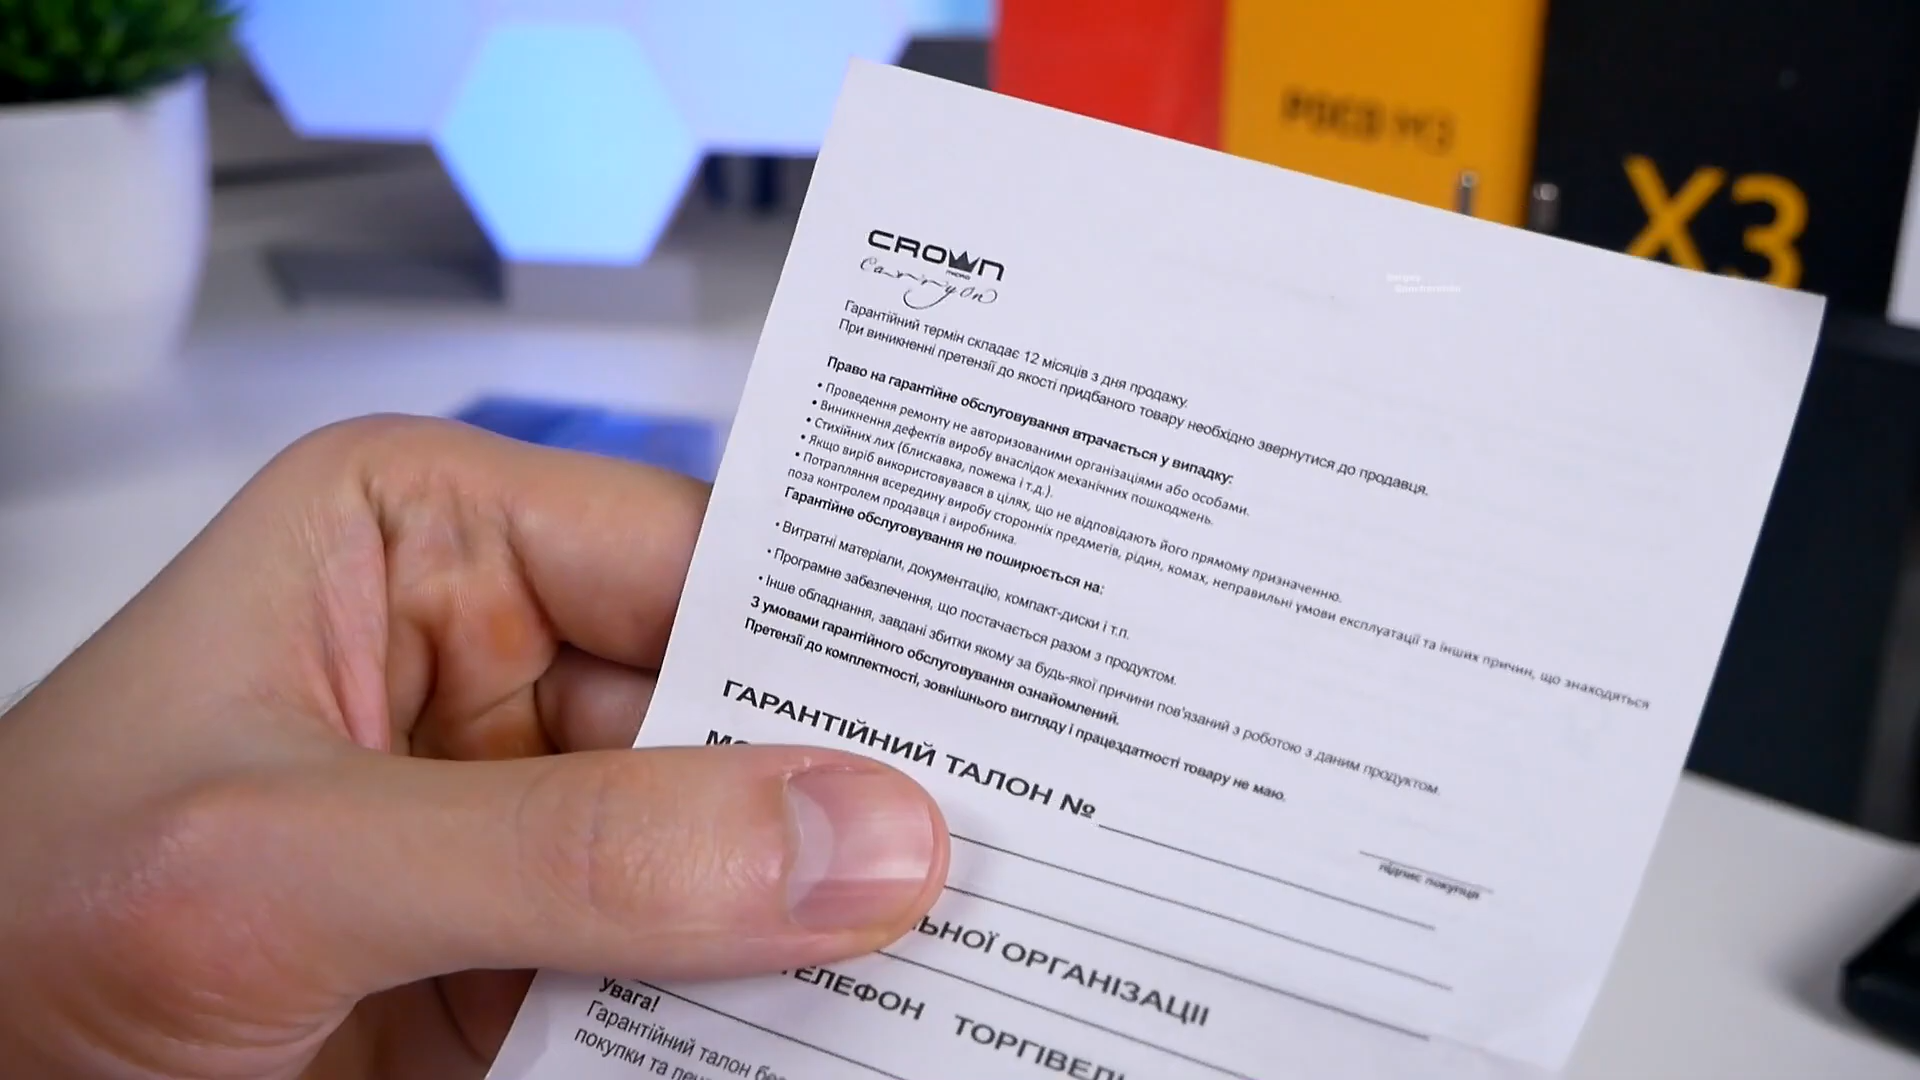 POCO M3
X3
CROWN
MICRO
Carry on
Гарантійний термін складає 12 місяців з дня продажу.
При виникненні претензії до якості придбаного товару необхідно звернутися до продавця.
Право на гарантійне обслуговування втрачається у випадку:
• Проведення ремонту не авторизованими організаціями або особами.
• Виникнення дефектів виробу внаслідок механічних пошкоджень.
• Стихійних лих (блискавка, пожежа і т.д.).
• Якщо виріб використовувався в цілях, що не відповідають його прямому призначенню.
• Потрапляння всередину виробу сторонніх предметів, рідин, комах, неправильні умови експлуатації та інших причин, що знаходяться
поза контролем продавця і виробника.
Гарантійне обслуговування не поширюється на:
• Витратні матеріали, документацію, компакт-диски і т.п.
• Програмне забезпечення, що постачається разом з продуктом.
• Інше обладнання, завдані збитки якому за будь-якої причини пов'язаний з роботою з даним продуктом.
З умовами гарантійного обслуговування ознайомлений.
Претензії до комплектності, зовнішнього вигляду і працездатності товару не маю.
підпис покупця
ГАРАНТІЙНИЙ ТАЛОН №
ОРГАНІЗАЦІЇ
ТЕЛЕФОН
Увага!
Гарантійний талон
покупки та